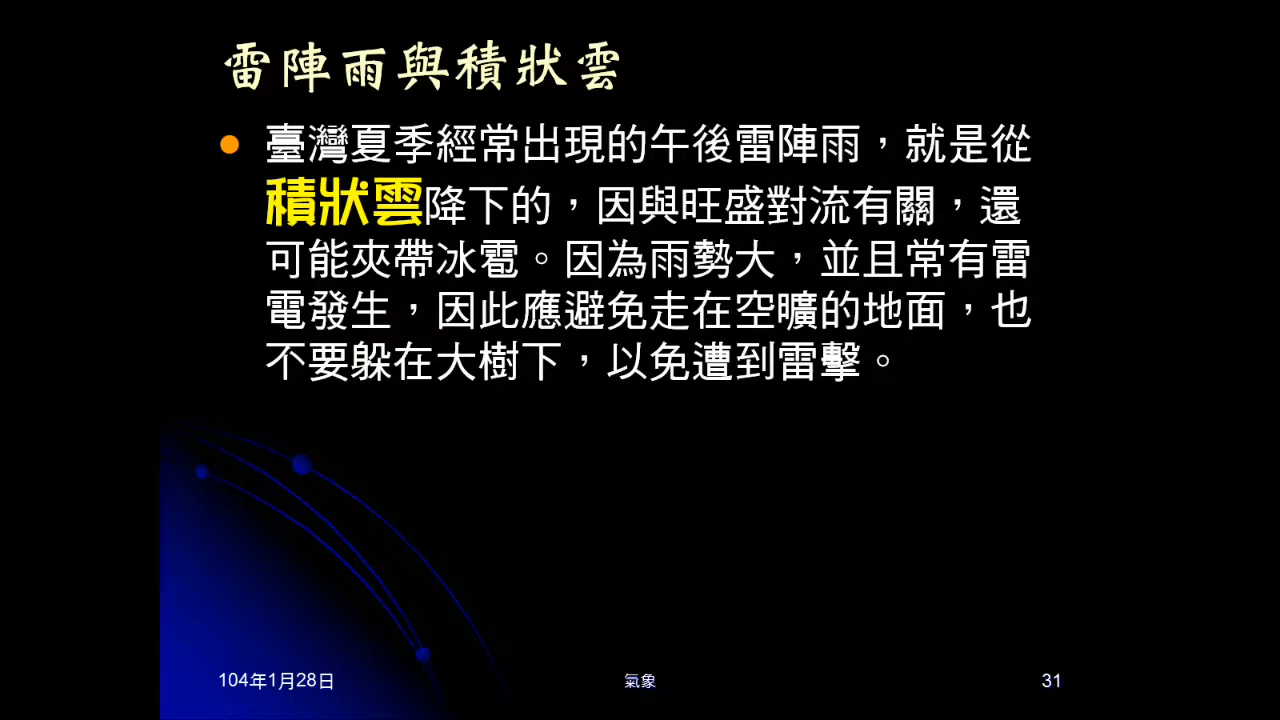 雷陣雨與積狀雲
臺灣夏季經常出現的午後雷陣雨，就是從
積狀雲降下的，因與旺盛對流有關，還
可能夾帶冰雹。因為雨勢大，並且常有雷
電發生，因此應避免走在空曠的地面，也
不要躲在大樹下，以免遭到雷擊。
104年1月28日
氣象
31